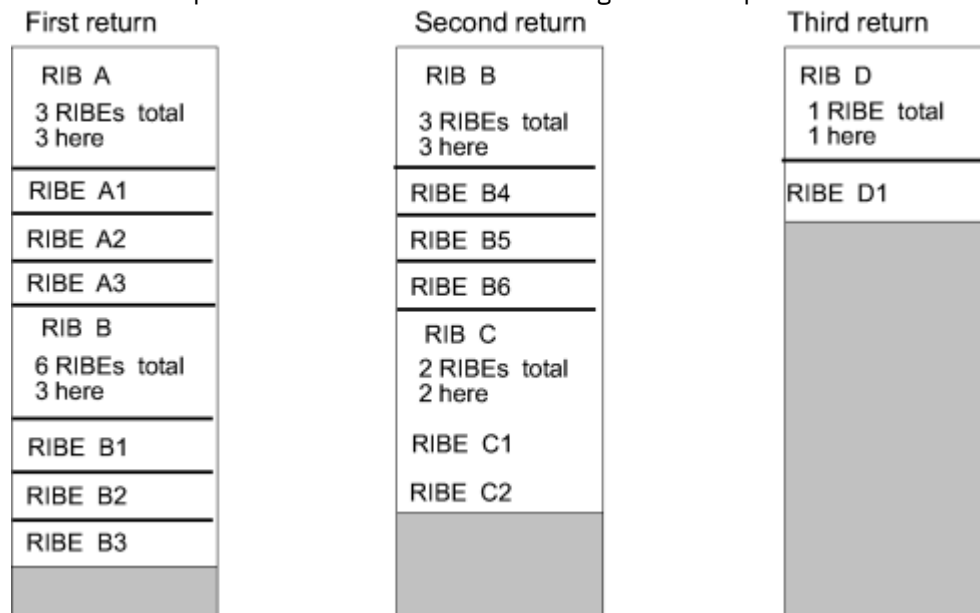 First return
RIB A
3 RIBEs total
3 here
RIBE A1
RIBE A2
RIBE A3
RIB B
6 RIBEs total
3 here
RIBE B1
RIBE B2
RIBE B3
Second return
RIB B
3 RIBEs total
3 here
RIBE B4
RIBE B5
RIBE B6
RIB C
2 RIBEs total
2 here
RIBE C1
RIBE C2
Third return
RIB D
1 RIBE total
1 here
RIBE D1